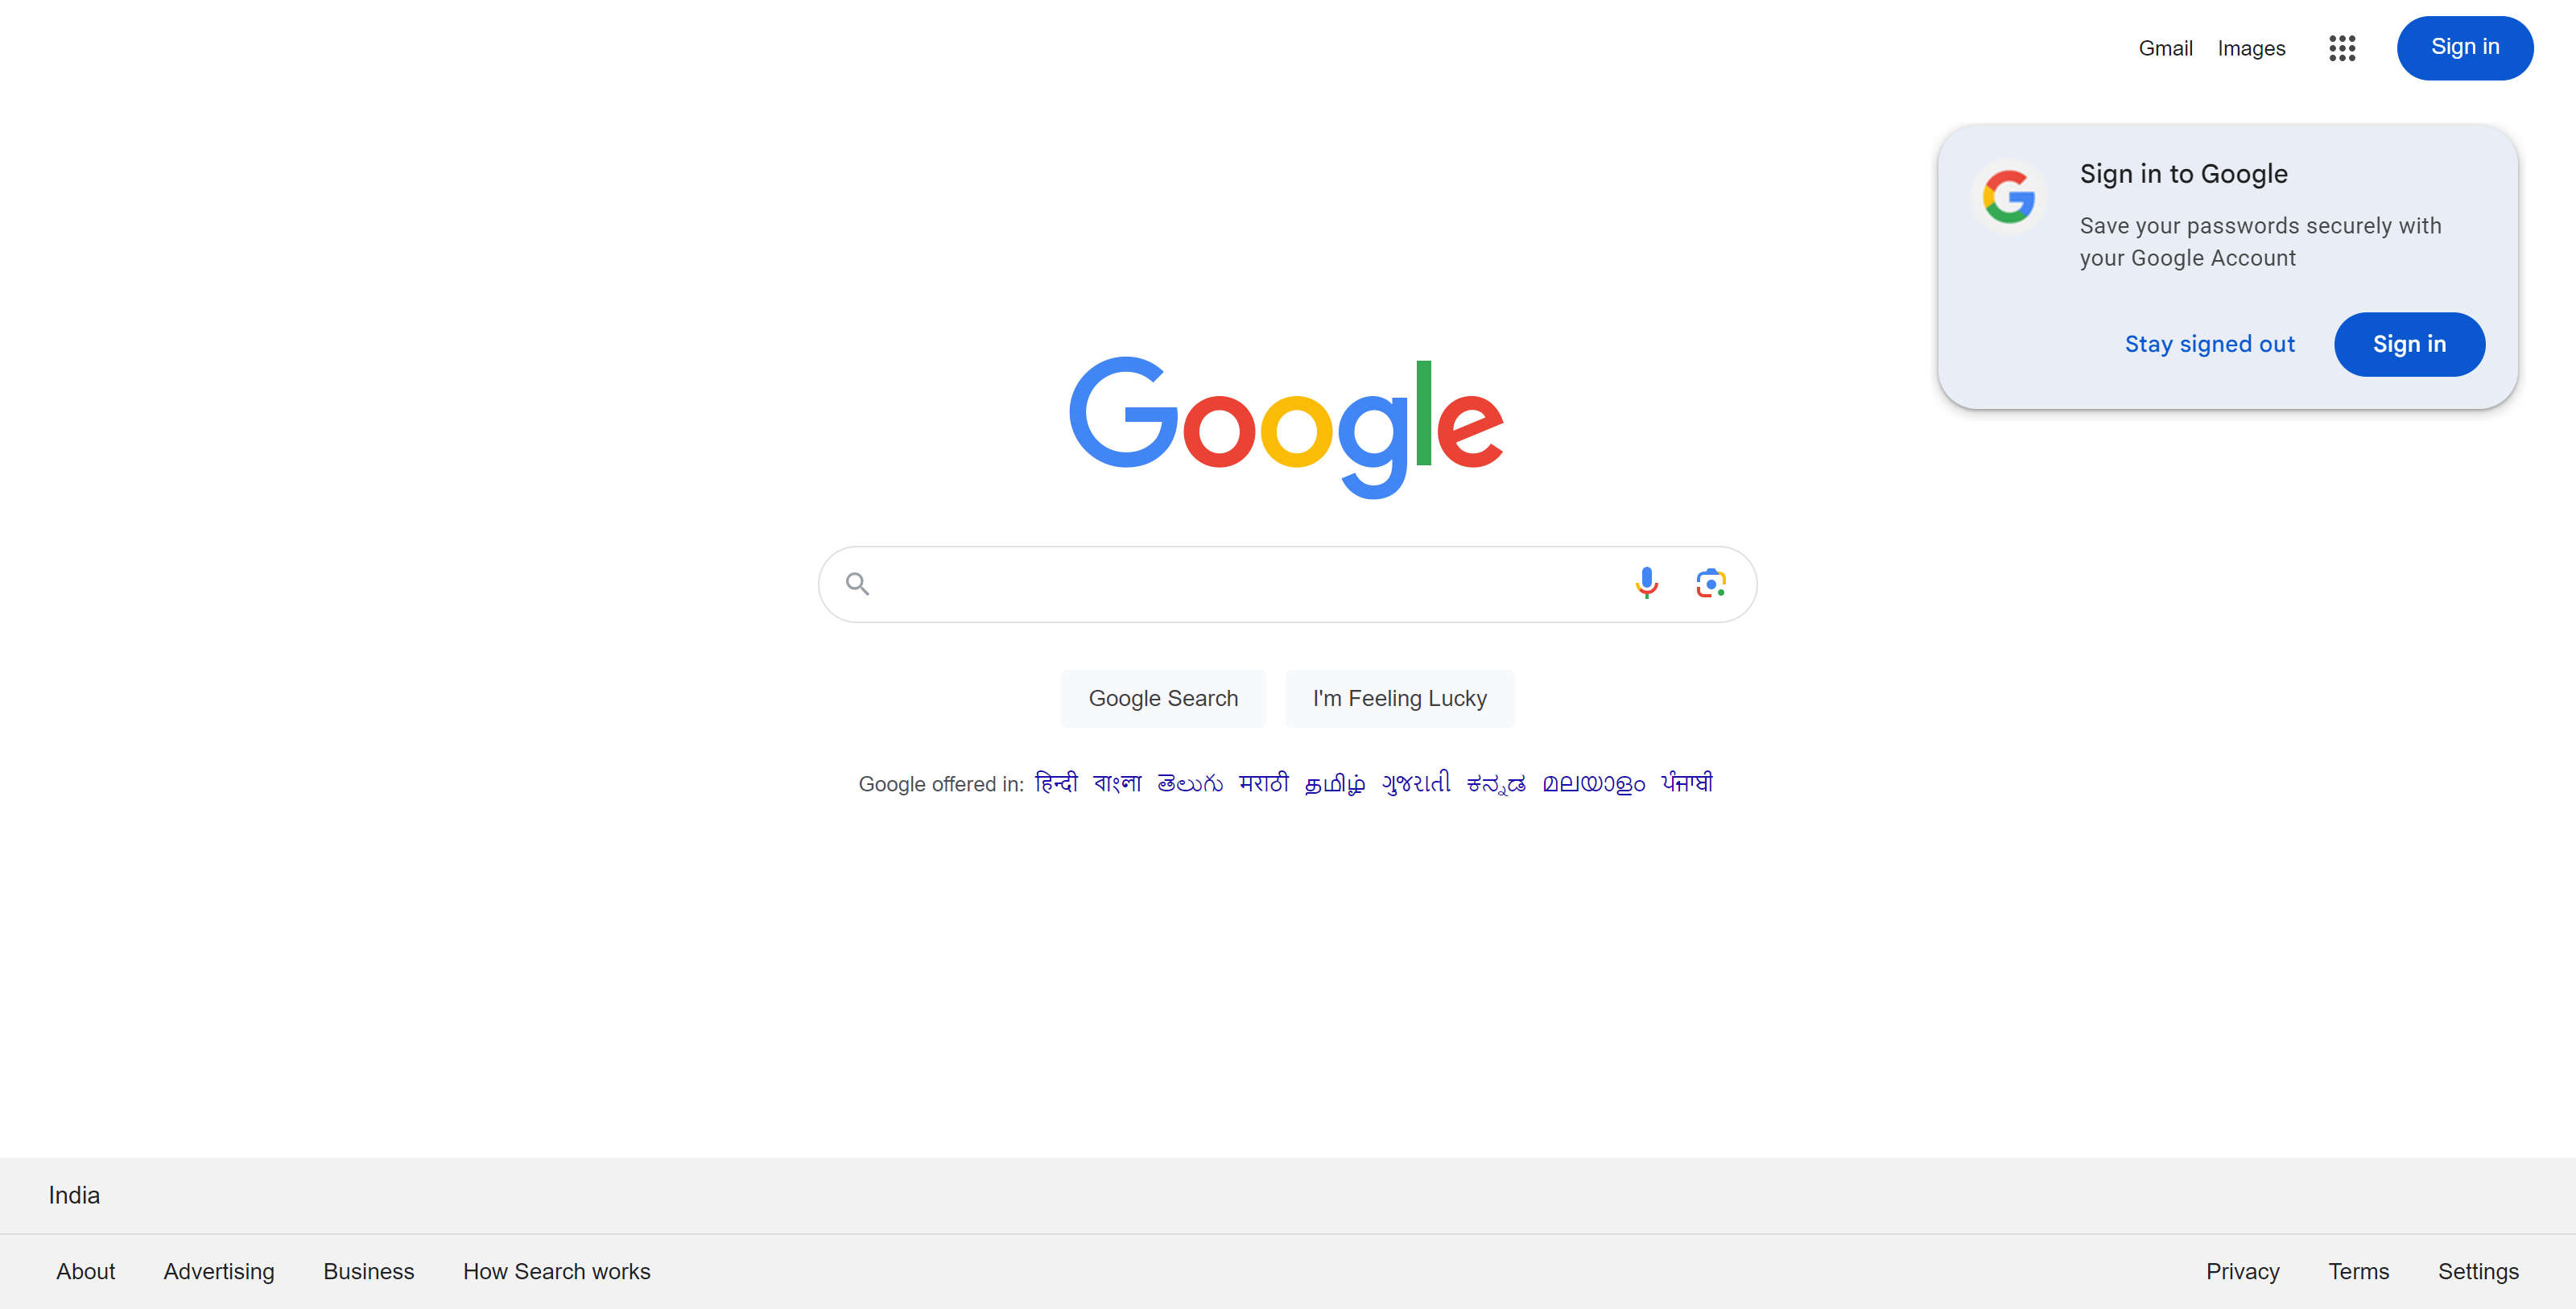 Gmail Images Sign in
Sign in to Google
Save your passwords securely with
your Google Account
Stay signed out Sign in
Google
Google Search I'm Feeling Lucky
Google offered in: हिन्दी বাংলা తెలుగు मराठी தமிழ் ગુજરાતી ಕನ್ನಡ മലയാളം ਪੰਜਾਬੀ
India
About Advertising Business How Search works Privacy Terms Settings